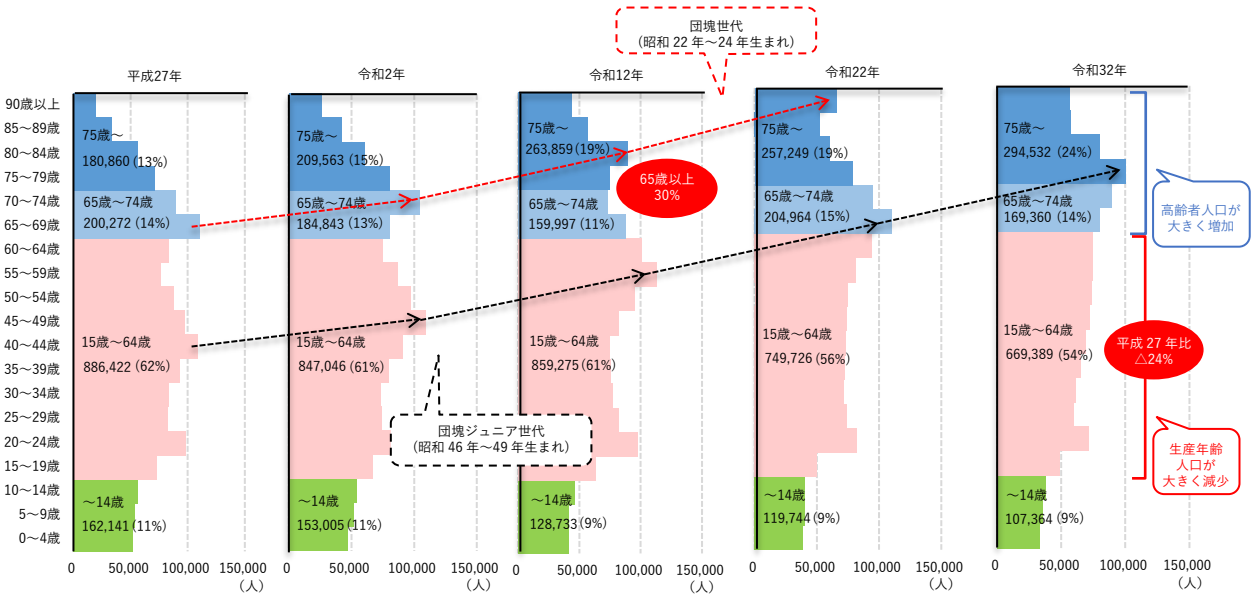 団塊世代
（昭和 22 年～24 年生まれ）
平成27年
令和2年
令和12年
令和22年
令和32年
90歳以上
85～89歳
80～84歳
75～79歳
70～74歳
65～69歳
60～64歳
55～59歳
50～54歳
45～49歳
40～44歳
35～39歳
30～34歳
25～29歳
20～24歳
15～19歳
10～14歳
5～9歳
0～4歳
75歳～
180,860（13%）
65歳～74歳
200,272（14%）
15歳～64歳
886,422（62%）
～14歳
162,141（11%）
0 50,000 100,000 150,000
（人）
75歳～
209,563（15%）
65歳～74歳
184,843（13%）
15歳～64歳
847,046（61%）
～14歳
153,005（11%）
0 50,000 100,000 150,000
（人）
団塊ジュニア世代
（昭和 46 年～49 年生まれ）
75歳～
263,859（19%）
65歳～74歳
159,997（11%）
15歳～64歳
859,275（61%）
～14歳
128,733（9%）
0 50,000 100,000 150,000
（人）
65歳以上
30%
75歳～
257,249（19%）
65歳～74歳
204,964（15%）
15歳～64歳
749,726（56%）
～14歳
119,744（9%）
0 50,000 100,000 150,000
（人）
75歳～
294,532（24%）
65歳～74歳
169,360（14%）
15歳～64歳
669,389（54%）
～14歳
107,364（9%）
0 50,000 100,000 150,000
（人）
高齢者人口が
大きく増加
平成 27 年比
△24%
生産年齢
人口が
大きく減少